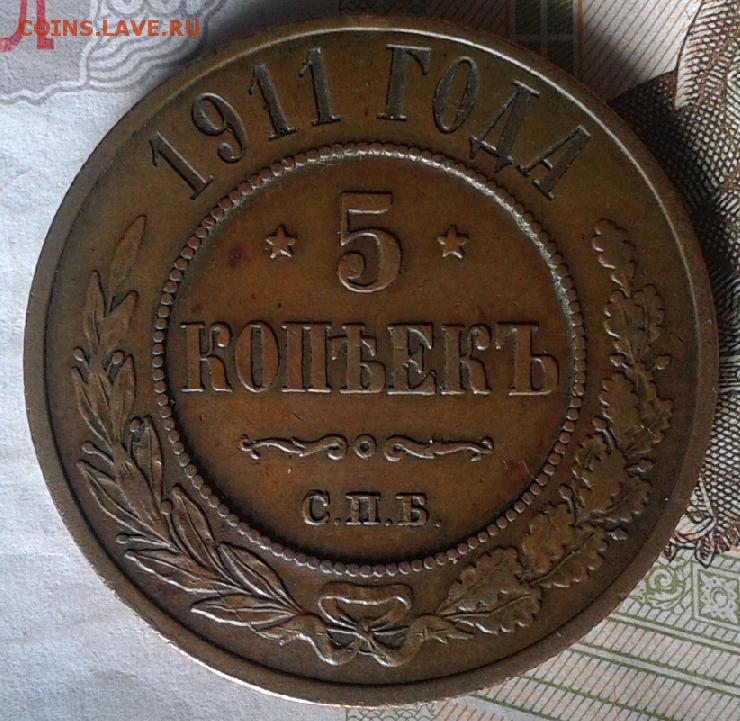 COINS.LAVE.RU
1911 ГОДА
5
КОПѢЕКЪ
С.П.Б.